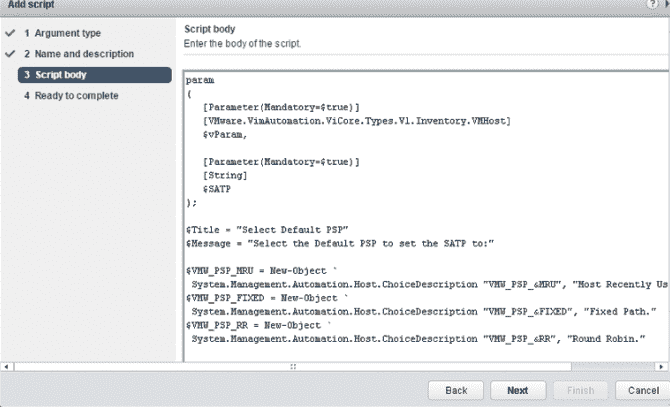 Add script
?
✓ 1 Argument type
✓ 2 Name and description
3 Script body
4 Ready to complete
Script body
Enter the body of the script.
param
(
[Parameter(Mandatory=$true)]
[VMware.VimAutomation.ViCore.Types.V1.Inventory.VMHost]
$vParam,
[Parameter(Mandatory=$true)]
[String]
$SATP
);
$Title = "Select Default PSP"
$Message = "Select the Default PSP to set the SATP to:"
$VMW_PSP_MRU = New-Object `
System.Management.Automation.Host.ChoiceDescription "VMW_PSP_&MRU", "Most Recently Us
$VMW_PSP_FIXED = New-Object `
System.Management.Automation.Host.ChoiceDescription "VMW_PSP_&FIXED", "Fixed Path."
$VMW_PSP_RR = New-Object `
System.Management.Automation.Host.ChoiceDescription "VMW_PSP_&RR", "Round Robin."
Back
Next
Finish
Cancel